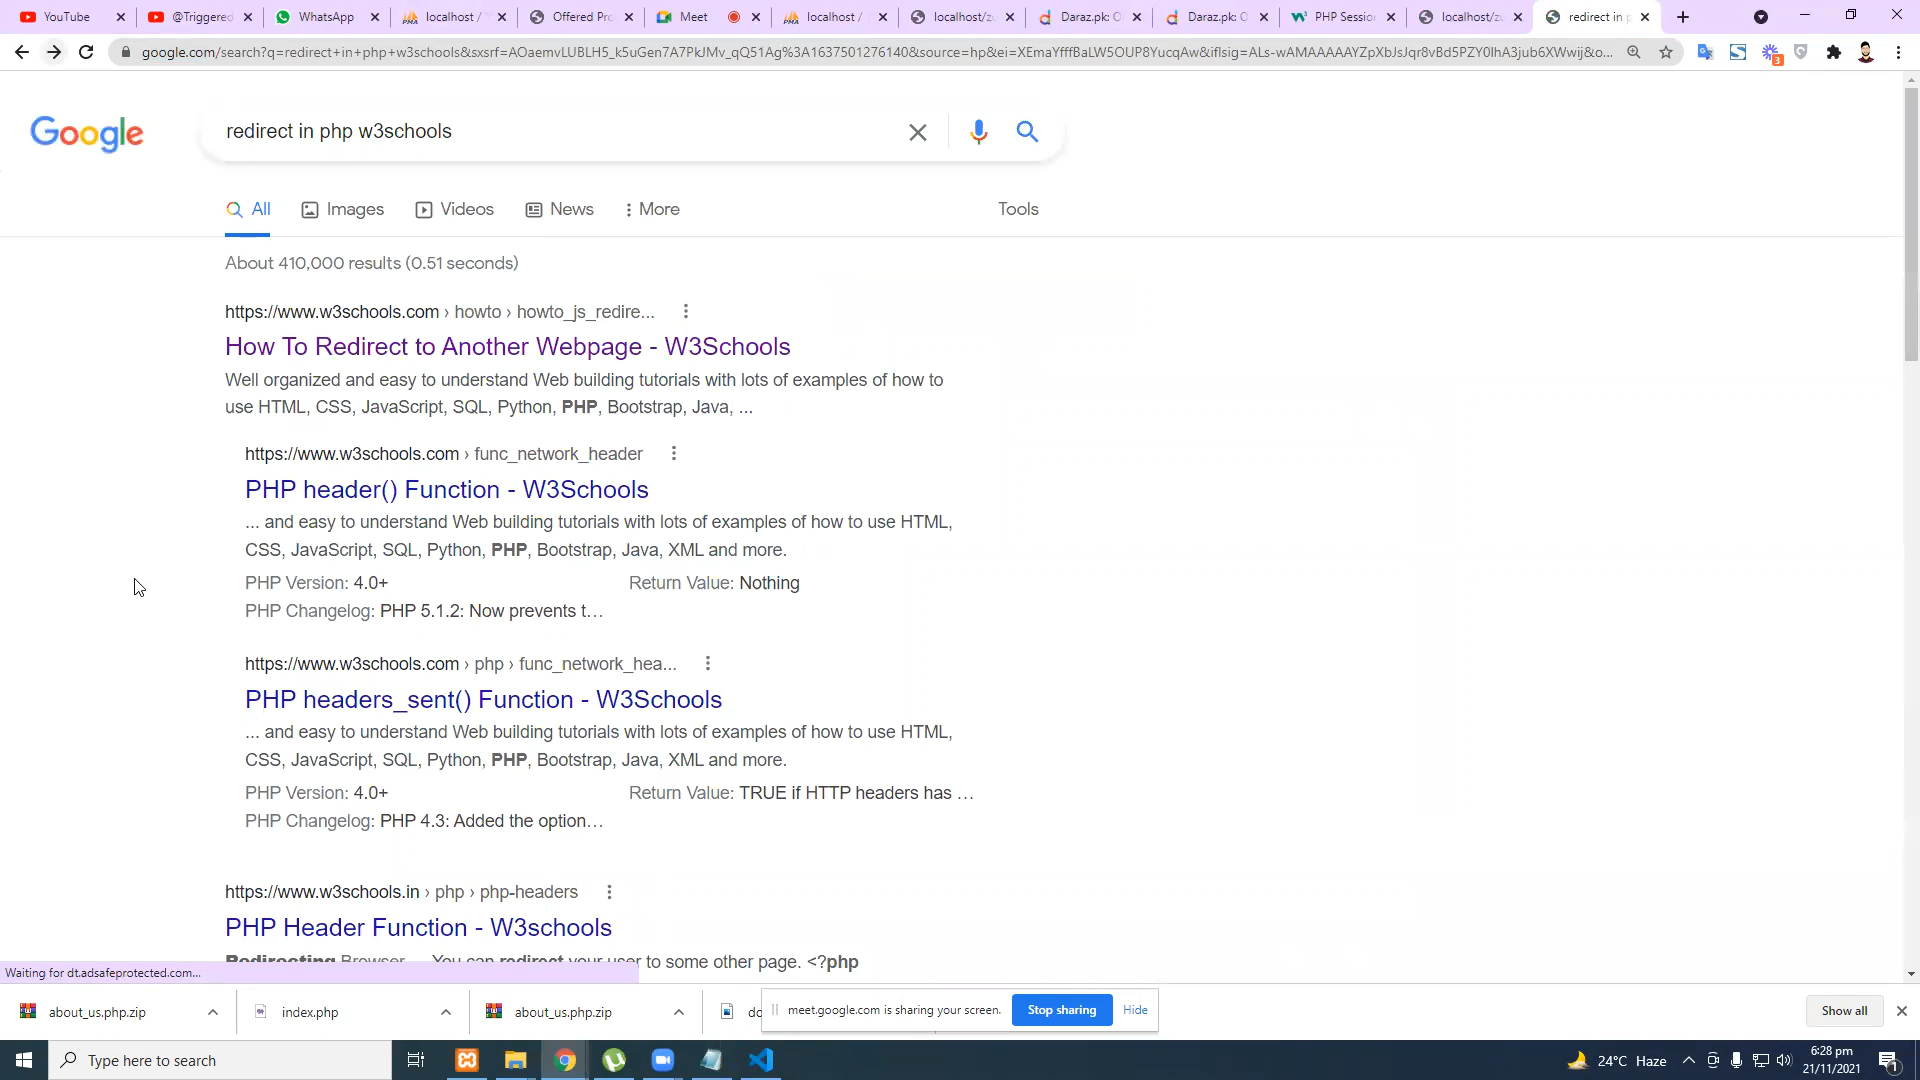 YouTube
@Triggered
WhatsApp
localhost /
Offered Pr
Meet
localhost /
localhost/z
Daraz.pk: O
Daraz.pk: O
PHP Session
localhost/z
redirect in p
google.com/search?q=redirect+in+php+w3schools&sxsrf=AOaemvLUBLH5_k5uGen7A7PkJMv_qQ51Ag%3A1637501276140&source=hp&ei=XEmaYfffBaLW5OUP8YucqAw&iflsig=ALs-wAMAAAAAYZpXbJsJqr8vBd5PZY0IhA3jub6XWwij&o...
3
Google
redirect in php w3schools
All
Images
Videos
News
More
Tools
About 410,000 results (0.51 seconds)
https://www.w3schools.com › howto › howto_js_redire...
How To Redirect to Another Webpage - W3Schools
Well organized and easy to understand Web building tutorials with lots of examples of how to
use HTML, CSS, JavaScript, SQL, Python, PHP, Bootstrap, Java, ...
https://www.w3schools.com › func_network_header
PHP header() Function - W3Schools
... and easy to understand Web building tutorials with lots of examples of how to use HTML,
CSS, JavaScript, SQL, Python, PHP, Bootstrap, Java, XML and more.
PHP Version: 4.0+ Return Value: Nothing
PHP Changelog: PHP 5.1.2: Now prevents t...
https://www.w3schools.com › php › func_network_hea...
PHP headers_sent() Function - W3Schools
... and easy to understand Web building tutorials with lots of examples of how to use HTML,
CSS, JavaScript, SQL, Python, PHP, Bootstrap, Java, XML and more.
PHP Version: 4.0+ Return Value: TRUE if HTTP headers has ...
PHP Changelog: PHP 4.3: Added the option...
https://www.w3schools.in › php › php-headers
PHP Header Function - W3schools
Redirecting Browser ... You can redirect your user to some other page. <?php
Waiting for dt.adsafeprotected.com...
about_us.php.zip
index.php
about_us.php.zip
do
meet.google.com is sharing your screen.
Stop sharing
Hide
Show all
Type here to search
24°C Haze
6:28 pm
21/11/2021
1